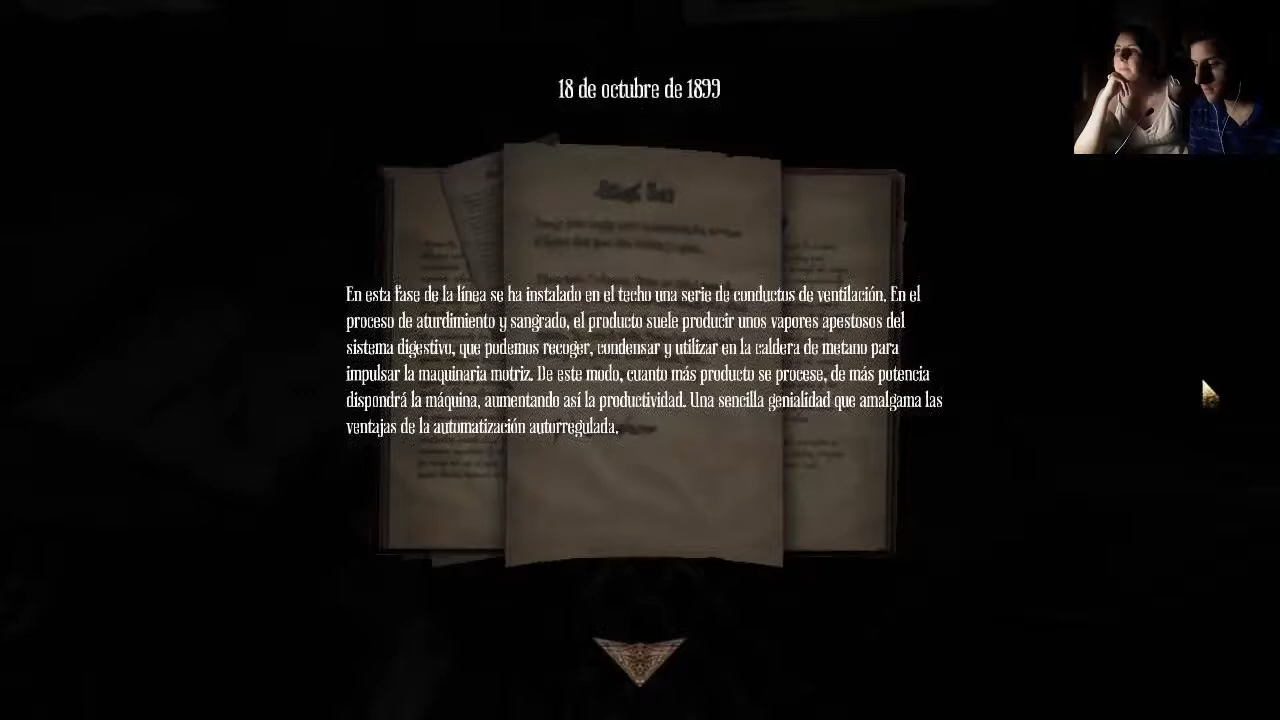 18 de octubre de 1899
En esta fase de la línea se ha instalado en el techo una serie de conductos de ventilación. En el
proceso de aturdimiento y sangrado, el producto suele producir unos vapores apestosos del
sistema digestivo, que podemos recoger, condensar y utilizar en la caldera de metano para
impulsar la maquinaria motriz. De este modo, cuanto más producto se procese, de más potencia
dispondrá la máquina, aumentando así la productividad. Una sencilla genialidad que amalgama las
ventajas de la automatización autorregulada.